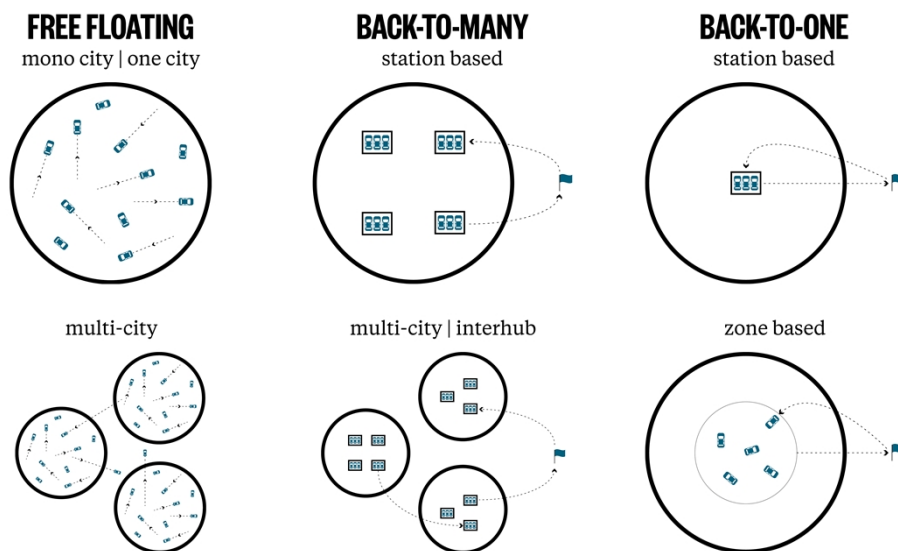 FREE FLOATING
mono city | one city
BACK-TO-MANY
station based
BACK-TO-ONE
station based
multi-city
multi-city | interhub
zone based